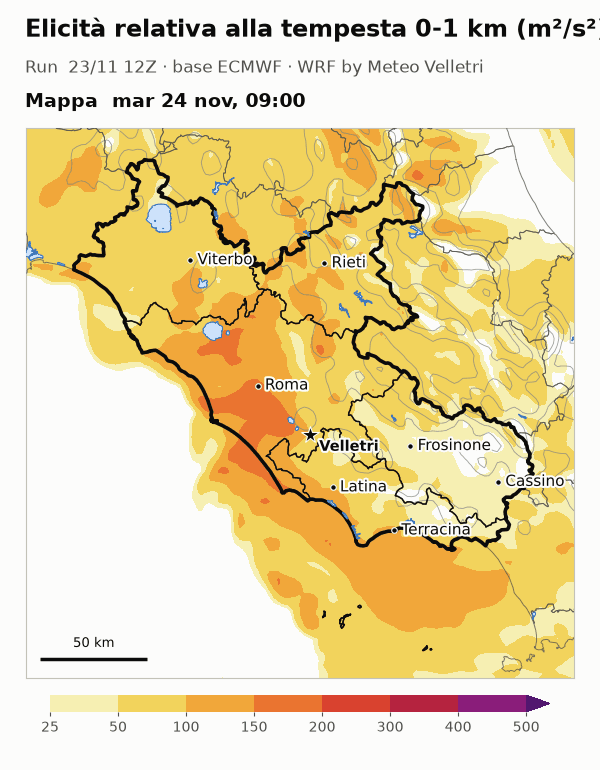 Elicità relativa alla tempesta 0-1 km (m²/s²)
Run 23/11 12Z · base ECMWF · WRF by Meteo Velletri
Mappa mar 24 nov, 09:00
Viterbo
Rieti
Roma
Velletri
Frosinone
Cassino
Latina
Terracina
50 km
25 50 100 150 200 300 400 500